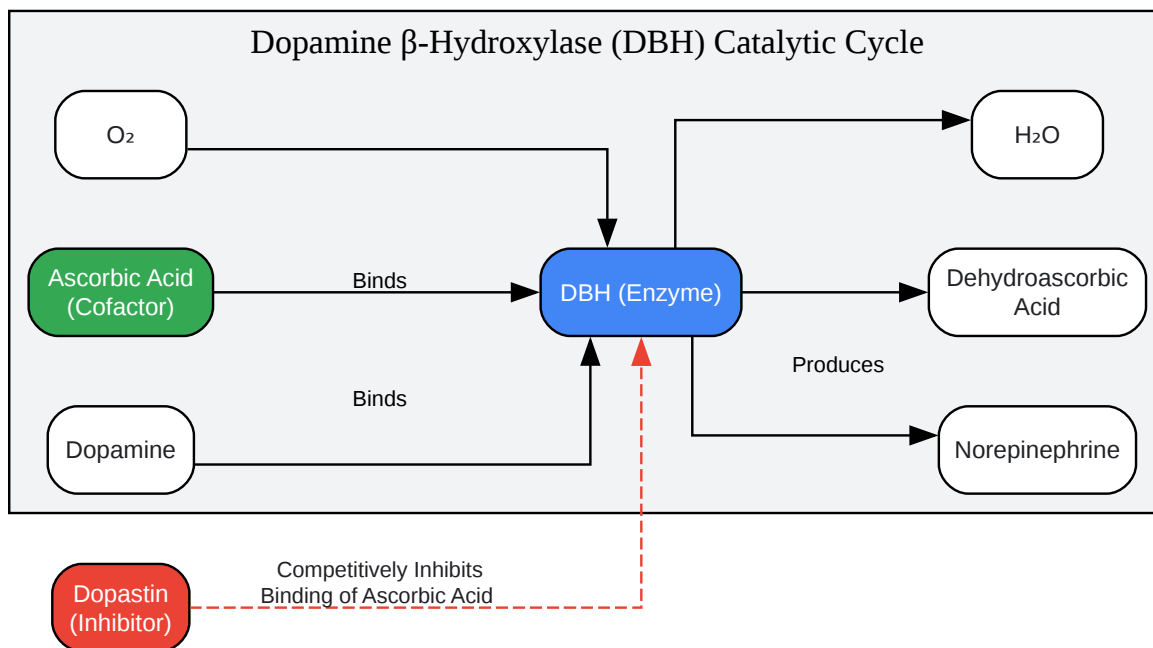 Dopamine β-Hydroxylase (DBH) Catalytic Cycle
O₂
H₂O
Ascorbic Acid
(Cofactor)
Binds
DBH (Enzyme)
Dehydroascorbic
Acid
Produces
Binds
Dopamine
Norepinephrine
Competitively Inhibits
Binding of Ascorbic Acid
Dopastin
(Inhibitor)